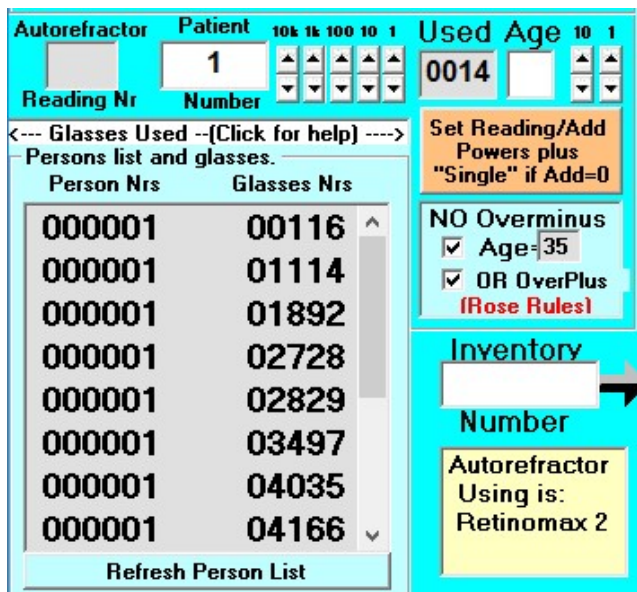 Autorefractor
Reading Nr
Patient
1
Number
10k 1k 100 10 1
Used
0014
Age
10 1
<--- Glasses Used --(Click for help) ---->
Set Reading/Add
Powers plus
"Single" if Add=0
Persons list and glasses.
Person Nrs Glasses Nrs
000001 00116
000001 01114
000001 01892
000001 02728
000001 02829
000001 03497
000001 04035
000001 04166
Refresh Person List
NO Overminus
Age= 35
OR OverPlus
(Rose Rules)
Inventory
Number
Autorefractor
Using is:
Retinomax 2